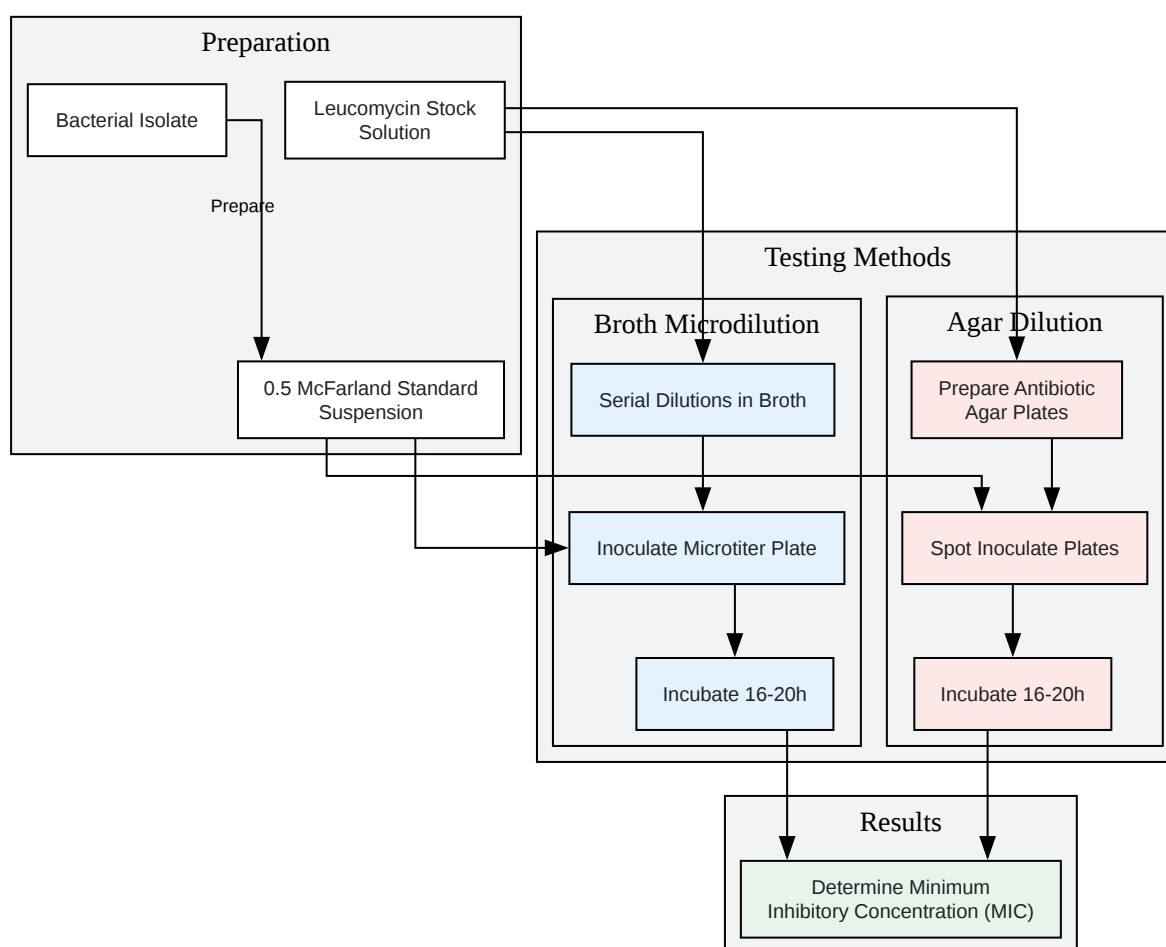 Preparation
Bacterial Isolate
Leucomycin Stock
Solution
Prepare
0.5 McFarland Standard
Suspension
Testing Methods
Broth Microdilution
Agar Dilution
Serial Dilutions in Broth
Prepare Antibiotic
Agar Plates
Inoculate Microtiter Plate
Spot Inoculate Plates
Incubate 16-20h
Incubate 16-20h
Results
Determine Minimum
Inhibitory Concentration (MIC)